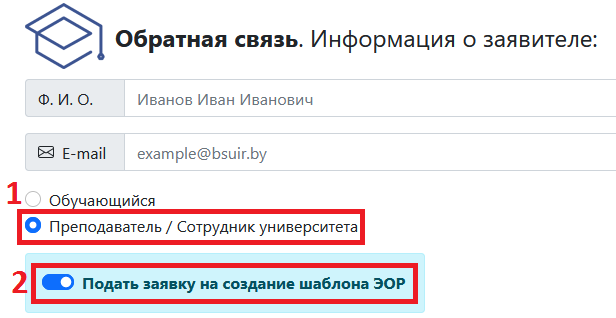 Обратная связь. Информация о заявителе:
Ф. И. О. Иванов Иван Иванович
E-mail example@bsuir.by
1
Обучающийся
Преподаватель / Сотрудник университета
2 Подать заявку на создание шаблона ЭОР